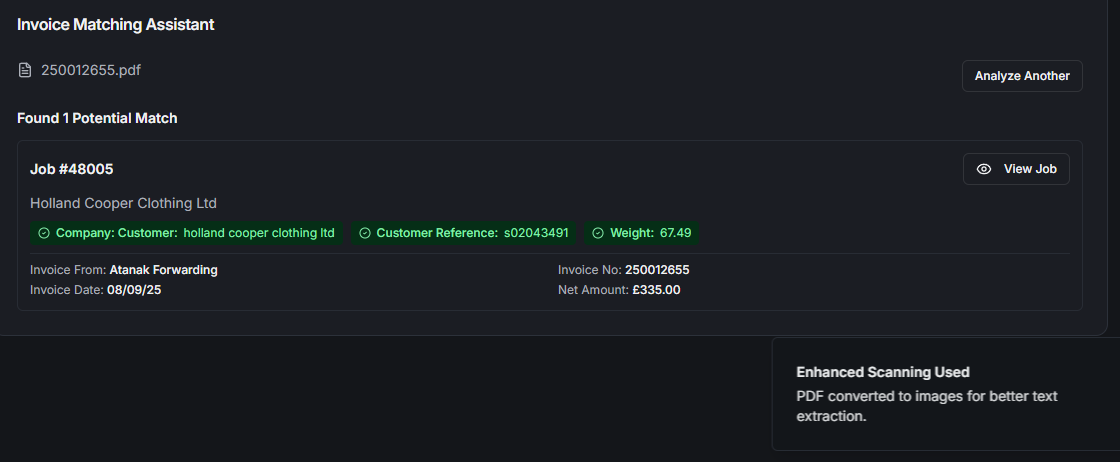 Invoice Matching Assistant
250012655.pdf
Analyze Another
Found 1 Potential Match
Job #48005
View Job
Holland Cooper Clothing Ltd
Company: Customer: holland cooper clothing ltd
Customer Reference: s02043491
Weight: 67.49
Invoice From: Atanak Forwarding
Invoice No: 250012655
Invoice Date: 08/09/25
Net Amount: £335.00
Enhanced Scanning Used
PDF converted to images for better text
extraction.